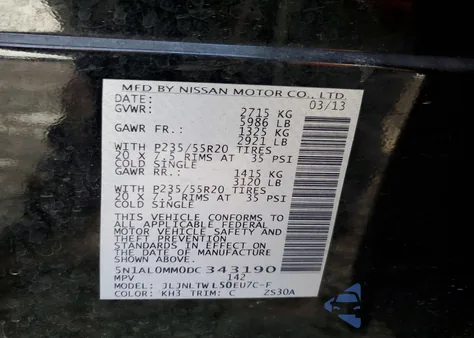 MFD BY NISSAN MOTOR CO., LTD.
DATE: 03/13
GVWR: 2715 KG
5986 LB
GAWR FR.: 1325 KG
2921 LB
WITH P235/55R20 TIRES
20 x 7.5 RIMS AT 35 PSI
COLD SINGLE
GAWR RR.: 1415 KG
3120 LB
WITH P235/55R20 TIRES
20 x 7.5 RIMS AT 35 PSI
COLD SINGLE
THIS VEHICLE CONFORMS TO
ALL APPLICABLE FEDERAL
MOTOR VEHICLE SAFETY AND
THEFT PREVENTION
STANDARDS IN EFFECT ON
THE DATE OF MANUFACTURE
SHOWN ABOVE.
5N1AL0MM0DC343190
MPV 142
MODEL: JLJNLTWL50EU7C-F
COLOR: KH3 TRIM: C 2S30A